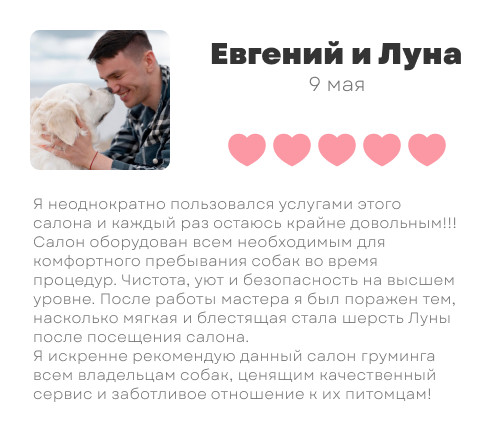 Евгений и Луна
9 мая
Я неоднократно пользовался услугами этого
салона и каждый раз остаюсь крайне довольным!!!
Салон оборудован всем необходимым для
комфортного пребывания собак во время
процедур. Чистота, уют и безопасность на высшем
уровне. После работы мастера я был поражен тем,
насколько мягкая и блестящая стала шерсть Луны
после посещения салона.
Я искренне рекомендую данный салон груминга
всем владельцам собак, ценящим качественный
сервис и заботливое отношение к их питомцам!